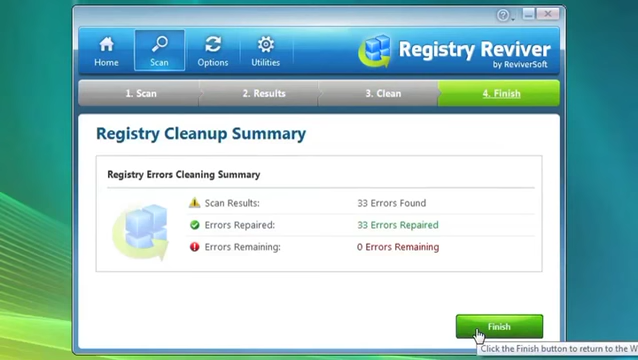 Registry Reviver
by ReviverSoft
Home
Scan
Options
Utilities
1. Scan
2. Results
3. Clean
4. Finish
Registry Cleanup Summary
Registry Errors Cleaning Summary
Scan Results: 33 Errors Found
Errors Repaired: 33 Errors Repaired
Errors Remaining: 0 Errors Remaining
Finish
Click the Finish button to return to the W